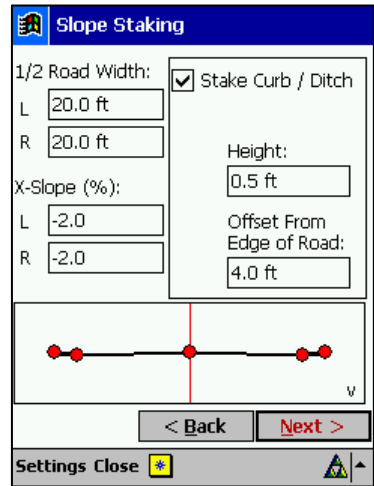 Slope Staking
1/2 Road Width:
L 20.0 ft
R 20.0 ft
X-Slope (%):
L -2.0
R -2.0
Stake Curb / Ditch
Height:
0.5 ft
Offset From
Edge of Road:
4.0 ft
V
< Back Next >
Settings Close